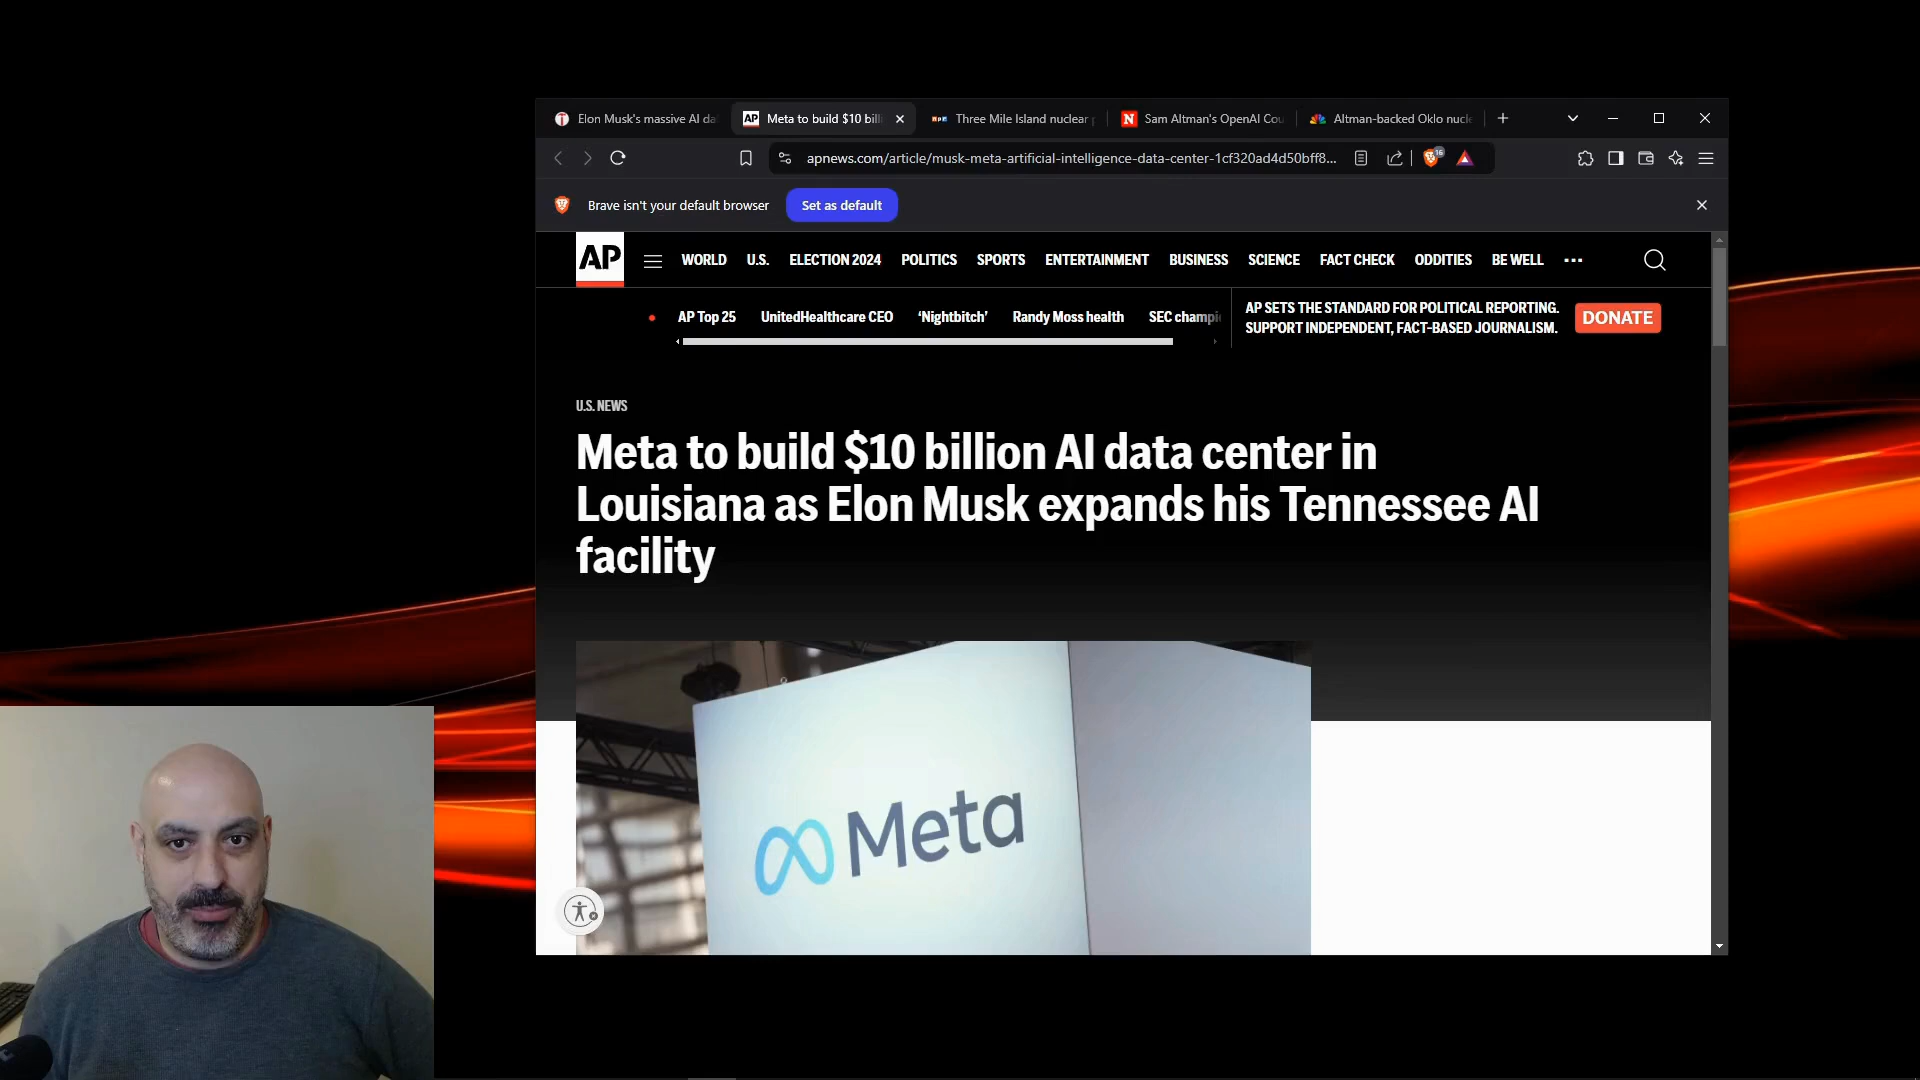 Elon Musk's massive AI da
AP Meta to build $10 bill
npr Three Mile Island nuclear
N Sam Altman's OpenAI Cou
Altman-backed Oklo nucle
apnews.com/article/musk-meta-artificial-intelligence-data-center-1cf320ad4d50bff8...
16
Brave isn't your default browser
Set as default
AP
WORLD U.S. ELECTION 2024 POLITICS SPORTS ENTERTAINMENT BUSINESS SCIENCE FACT CHECK ODDITIES BE WELL
AP Top 25 UnitedHealthcare CEO ‘Nightbitch’ Randy Moss health SEC champi
AP SETS THE STANDARD FOR POLITICAL REPORTING.
SUPPORT INDEPENDENT, FACT-BASED JOURNALISM.
DONATE
U.S. NEWS
Meta to build $10 billion AI data center in
Louisiana as Elon Musk expands his Tennessee AI
facility
Meta